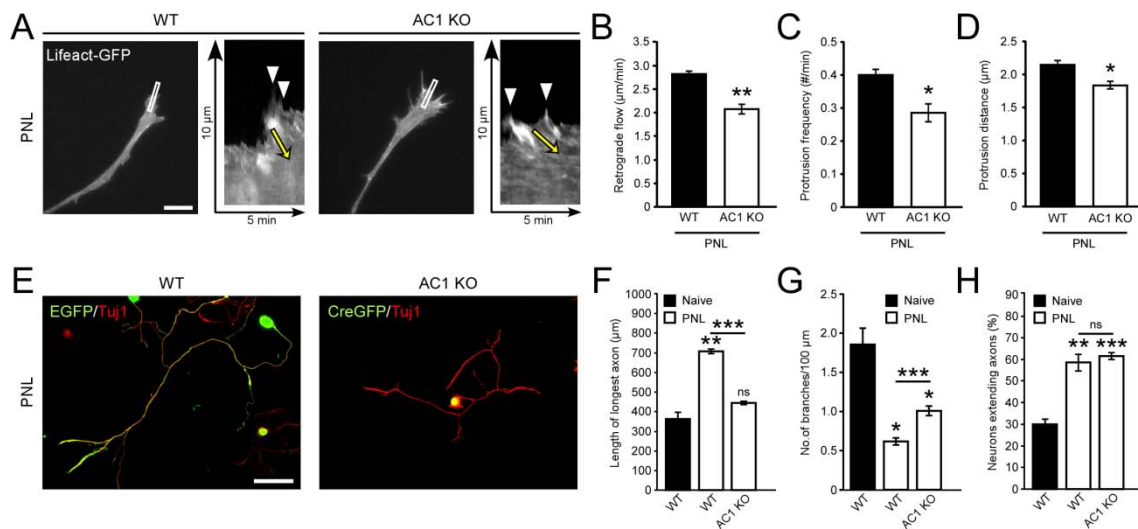 WT
AC1 KO
A
Lifeact-GFP
PNL
10 µm
5 min
10 µm
5 min
B
Retrograde flow (µm/min)
3.5
3.0
2.5
2.0
1.5
1.0
0.5
0
**
WT
AC1 KO
PNL
C
Protrusion frequency (#/min)
0.4
0.3
0.2
0.1
0
*
WT
AC1 KO
PNL
D
Protrusion distance (µm)
2.5
2.0
1.5
1.0
0.5
0
*
WT
AC1 KO
PNL
E
WT
AC1 KO
EGFP/Tuj1
CreGFP/Tuj1
PNL
F
Naive
PNL
Length of longest axon (µm)
1000
900
800
700
600
500
400
300
200
100
0
***
**
ns
WT
WT
AC1 KO
G
Naive
PNL
No.of branches/100 µm
2.5
2.0
1.5
1.0
0.5
0
***
*
*
WT
WT
AC1 KO
H
Naive
PNL
Neurons extending axons (%)
90
80
70
60
50
40
30
20
10
0
ns
**
***
WT
WT
AC1 KO